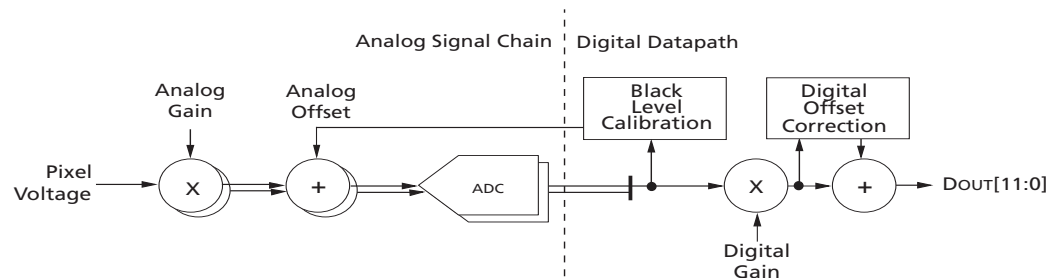 Analog Signal Chain
Digital Datapath
Analog
Gain
Analog
Offset
Black
Level
Calibration
Digital
Offset
Correction
Pixel
Voltage
X
+
ADC
X
+
DOUT[11:0]
Digital
Gain